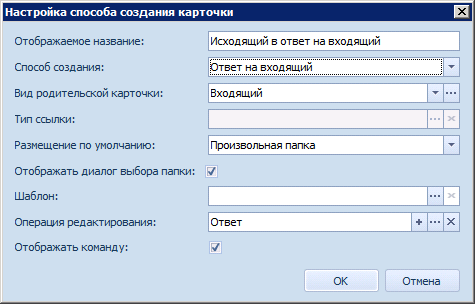 Настройка способа создания карточки
Отображаемое название: Исходящий в ответ на входящий
Способ создания: Ответ на входящий
Вид родительской карточки: Входящий
Тип ссылки:
Размещение по умолчанию: Произвольная папка
Отображать диалог выбора папки:
Шаблон:
Операция редактирования: Ответ
Отображать команду:
OK Отмена